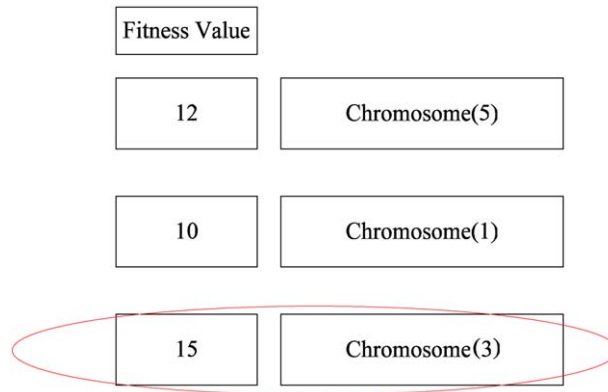 Fitness Value
12 Chromosome(5)
10 Chromosome(1)
15 Chromosome(3)